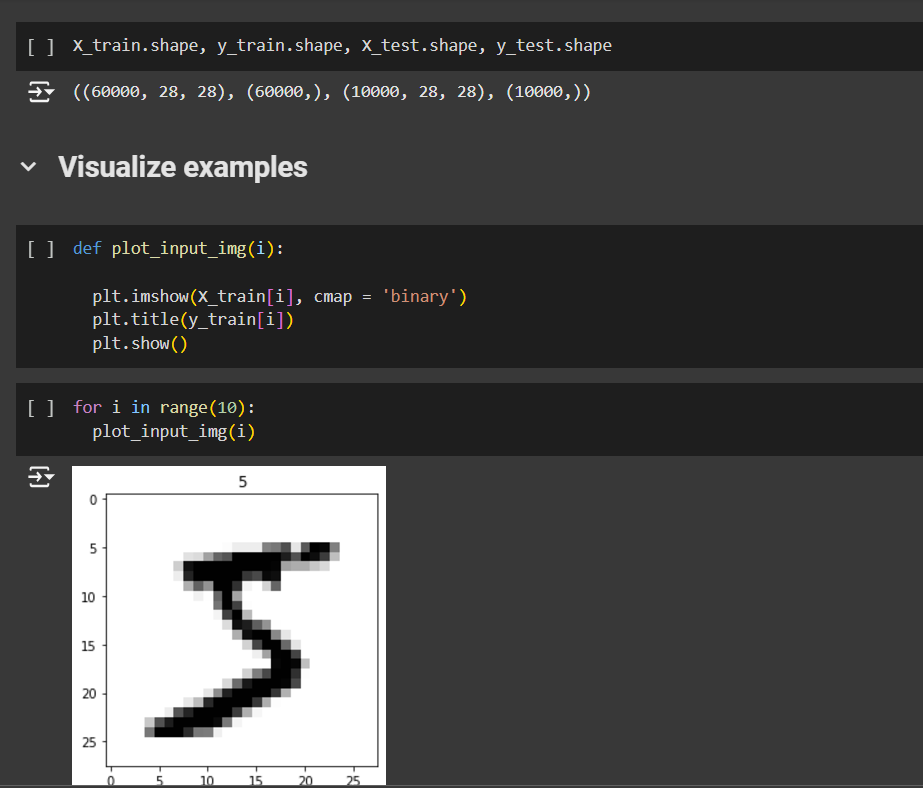 [ ] X_train.shape, y_train.shape, X_test.shape, y_test.shape
((60000, 28, 28), (60000,), (10000, 28, 28), (10000,))
Visualize examples
[ ] def plot_input_img(i):
plt.imshow(X_train[i], cmap = 'binary')
plt.title(y_train[i])
plt.show()
[ ] for i in range(10):
plot_input_img(i)
5
0
5
10
15
20
25
0 5 10 15 20 25